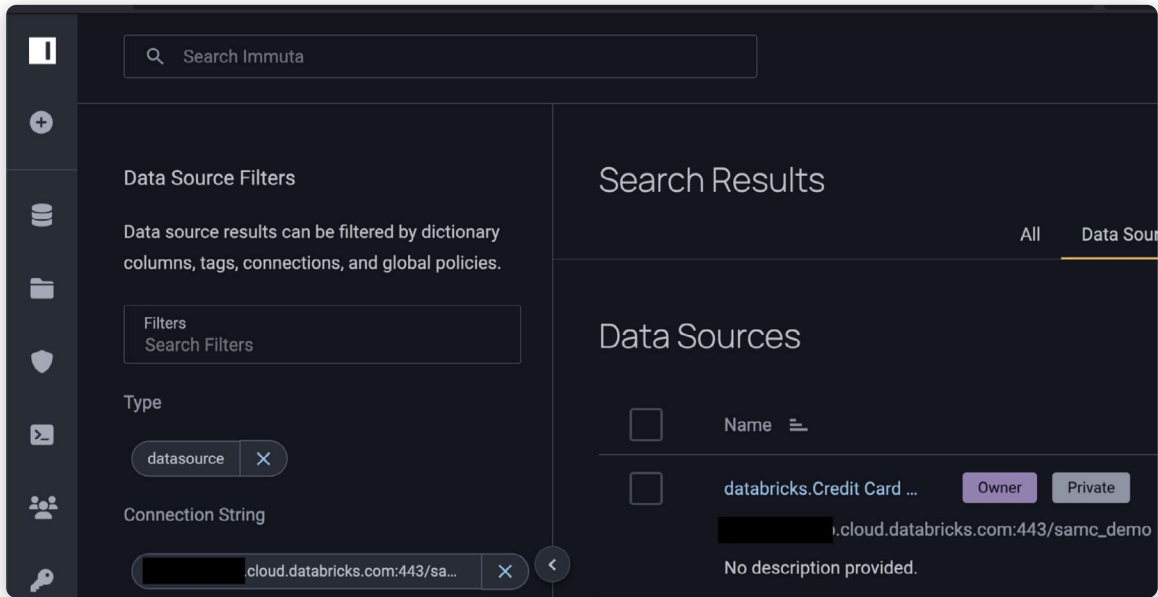 Search Immuta
Data Source Filters
Data source results can be filtered by dictionary
columns, tags, connections, and global policies.
Filters
Search Filters
Type
datasource
Connection String
.cloud.databricks.com:443/sa...
Search Results
All Data Sour
Data Sources
Name
databricks.Credit Card ... Owner Private
.cloud.databricks.com:443/samc_demo
No description provided.